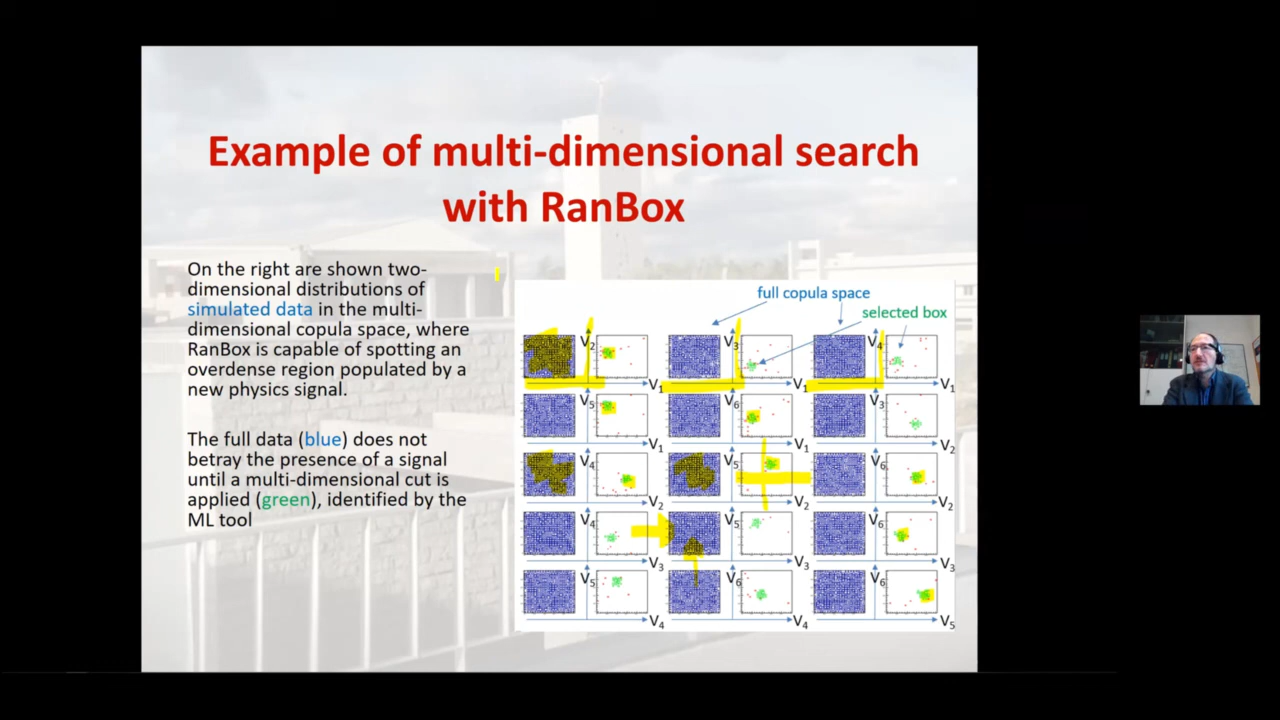 Example of multi-dimensional search
with RanBox
On the right are shown two-
dimensional distributions of
simulated data in the multi-
dimensional copula space, where
RanBox is capable of spotting an
overdense region populated by a
new physics signal.
The full data (blue) does not
betray the presence of a signal
until a multi-dimensional cut is
applied (green), identified by the
ML tool
full copula space
selected box
V2 V3 V4
V1 V1 V1
V5 V6 V3
V1 V1 V2
V4 V5 V6
V2 V2 V2
V4 V5 V6
V3 V3 V3
V5 V6 V6
V4 V4 V5